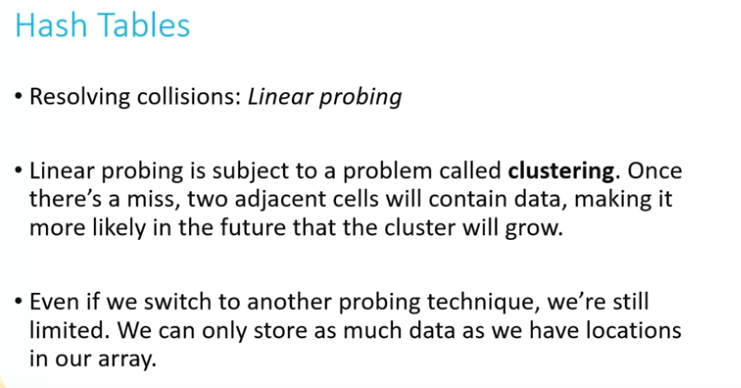 Hash Tables
• Resolving collisions: Linear probing
• Linear probing is subject to a problem called clustering. Once
there's a miss, two adjacent cells will contain data, making it
more likely in the future that the cluster will grow.
• Even if we switch to another probing technique, we're still
limited. We can only store as much data as we have locations
in our array.